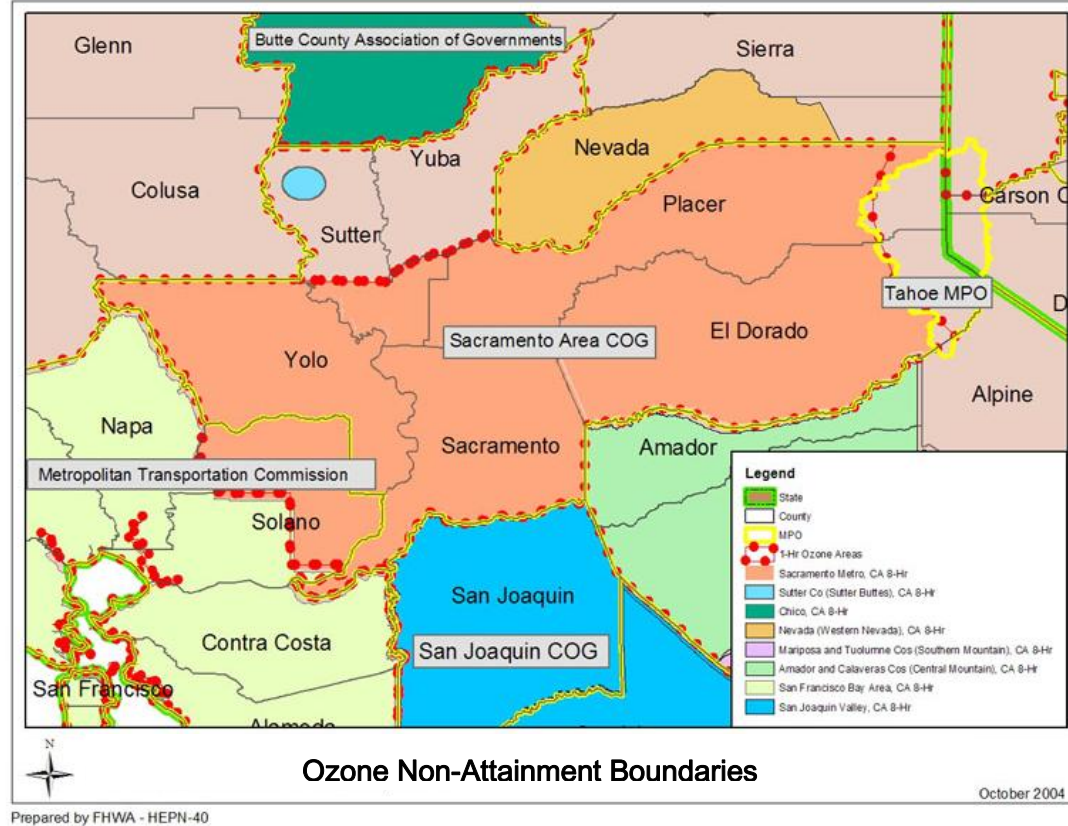 Glenn
Butte County Association of Governments
Sierra
Nevada
Yuba
Colusa
Placer
Carson C
Sutter
Tahoe MPO
D
Sacramento Area COG
El Dorado
Yolo
Alpine
Napa
Sacramento
Amador
Metropolitan Transportation Commission
Solano
San Joaquin
Contra Costa
San Joaquin COG
San Francisco
Alameda
Legend
State
County
MPO
1-Hr Ozone Areas
Sacramento Metro, CA 8-Hr
Sutter Co (Sutter Buttes), CA 8-Hr
Chico, CA 8-Hr
Nevada (Western Nevada), CA 8-Hr
Mariposa and Tuolumne Cos (Southern Mountain), CA 8-Hr
Amador and Calaveras Cos (Central Mountain), CA 8-Hr
San Francisco Bay Area, CA 8-Hr
San Joaquin Valley, CA 8-Hr
N
Ozone Non-Attainment Boundaries
October 2004
Prepared by FHWA - HEPN-40